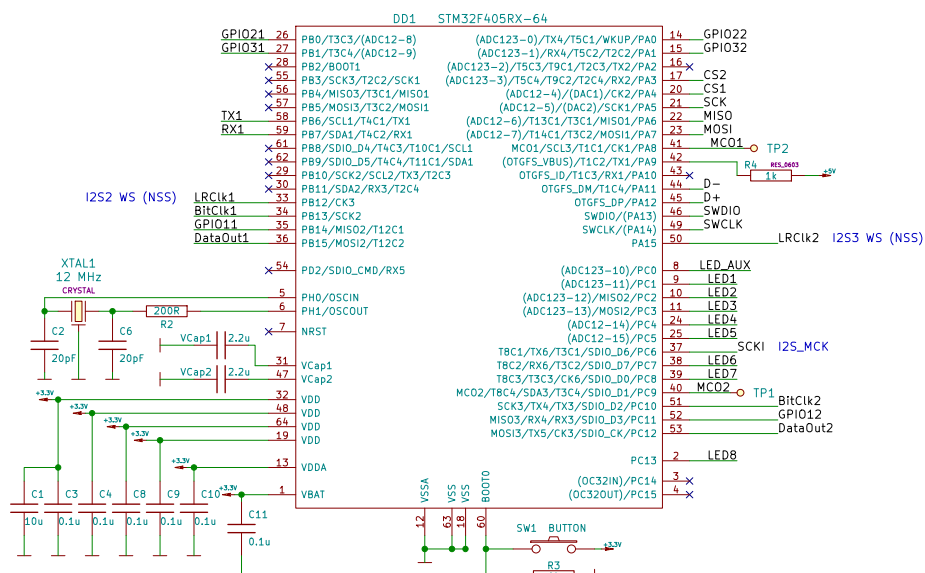 DD1 STM32F405RX-64
GPIO21 26 PB0/T3C3/(ADC12-8) (ADC123-0)/TX4/T5C1/WKUP/PA0 14 GPIO22
GPIO31 27 PB1/T3C4/(ADC12-9) (ADC123-1)/RX4/T5C2/T2C2/PA1 15 GPIO32
28 PB2/BOOT1 (ADC123-2)/T5C3/T9C1/T2C3/TX2/PA2 16
55 PB3/SCK3/T2C2/SCK1 (ADC123-3)/T5C4/T9C2/T2C4/RX2/PA3 17 CS2
56 PB4/MISO3/T3C1/MISO1 (ADC12-4)/(DAC1)/CK2/PA4 20 CS1
57 PB5/MOSI3/T3C2/MOSI1 (ADC12-5)/(DAC2)/SCK1/PA5 21 SCK
TX1 58 PB6/SCL1/T4C1/TX1 (ADC12-6)/T13C1/T3C1/MISO1/PA6 22 MISO
RX1 59 PB7/SDA1/T4C2/RX1 (ADC12-7)/T14C1/T3C2/MOSI1/PA7 23 MOSI
61 PB8/SDIO_D4/T4C3/T10C1/SCL1 MCO1/SCL3/T1C1/CK1/PA8 41 MCO1 TP2
62 PB9/SDIO_D5/T4C4/T11C1/SDA1 (OTGFS_VBUS)/T1C2/TX1/PA9 42 R4 RES_0603
29 PB10/SCK2/SCL2/TX3/T2C3 OTGFS_ID/T1C3/RX1/PA10 43 1k +5V
30 PB11/SDA2/RX3/T2C4 OTGFS_DM/T1C4/PA11 44 D-
I2S2 WS (NSS) LRClk1 33 PB12/CK3 OTGFS_DP/PA12 45 D+
BitClk1 34 PB13/SCK2 SWDIO/(PA13) 46 SWDIO
GPIO11 35 PB14/MISO2/T12C1 SWCLK/(PA14) 49 SWCLK
DataOut1 36 PB15/MOSI2/T12C2 PA15 50 LRClk2 I2S3 WS (NSS)
XTAL1
12 MHz
CRYSTAL
54 PD2/SDIO_CMD/RX5 (ADC123-10)/PC0 8 LED_AUX
(ADC123-11)/PC1 9 LED1
5 PH0/OSCIN (ADC123-12)/MISO2/PC2 10 LED2
200R 6 PH1/OSCOUT (ADC123-13)/MOSI2/PC3 11 LED3
R2 (ADC12-14)/PC4 24 LED4
C2 C6 7 NRST (ADC12-15)/PC5 25 LED5
20pF 20pF
VCap1 2.2u T8C1/TX6/T3C1/SDIO_D6/PC6 37 SCKI I2S_MCK
31 VCap1 T8C2/RX6/T3C2/SDIO_D7/PC7 38 LED6
VCap2 2.2u 47 VCap2 T8C3/T3C3/CK6/SDIO_D0/PC8 39 LED7
+3.3V 32 VDD MCO2/T8C4/SDA3/T3C4/SDIO_D1/PC9 40 MCO2 TP1
+3.3V 48 VDD SCK3/TX4/TX3/SDIO_D2/PC10 51 BitClk2
+3.3V 64 VDD MISO3/RX4/RX3/SDIO_D3/PC11 52 GPIO12
+3.3V 19 VDD MOSI3/TX5/CK3/SDIO_CK/PC12 53 DataOut2
+3.3V 13 VDDA PC13 2 LED8
(OC32IN)/PC14 3
+3.3V 1 VBAT (OC32OUT)/PC15 4
C1 C3 C4 C8 C9 C10
10u 0.1u 0.1u 0.1u 0.1u 0.1u
C11
0.1u
VSSA VSS VSS BOOT0
12 63 18 60
SW1 BUTTON
+3.3V
R3